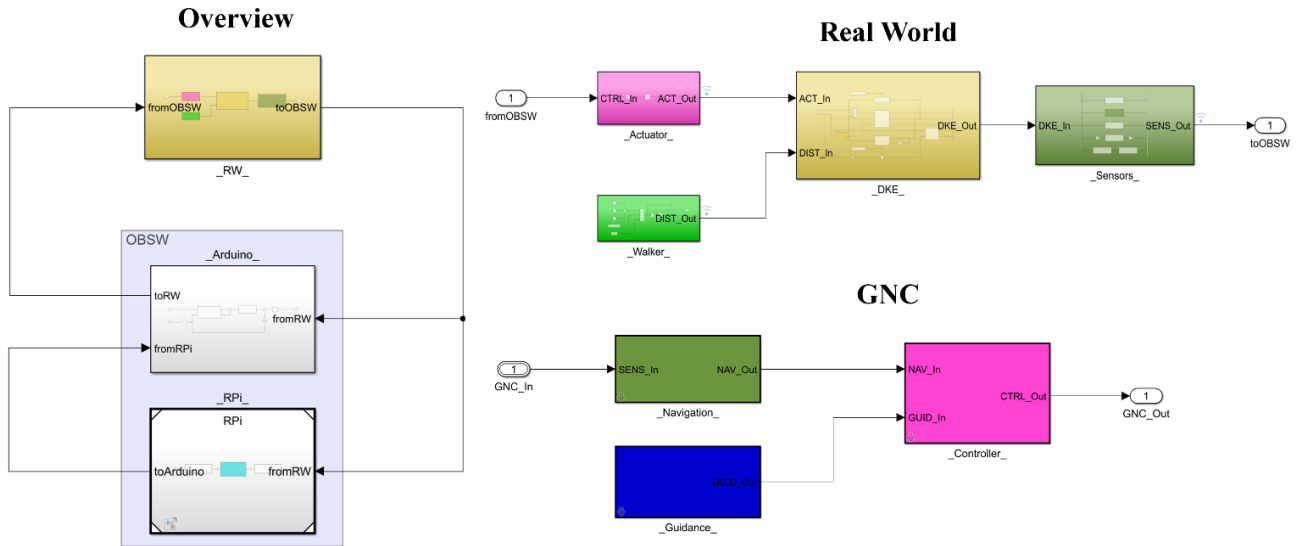 Overview
fromOBSW
toOBSW
_RW_
OBSW
_Arduino_
toRW
fromRW
fromRPi
_RPi_
RPi
toArduino
fromRW
Real World
1
fromOBSW
CTRL_In
ACT_Out
_Actuator_
DIST_Out
_Walker_
ACT_In
DIST_In
DKE_Out
_DKE_
DKE_In
SENS_Out
_Sensors_
1
toOBSW
GNC
1
GNC_In
SENS_In
NAV_Out
_Navigation_
GUID_Out
_Guidance_
NAV_In
GUID_In
CTRL_Out
_Controller_
1
GNC_Out